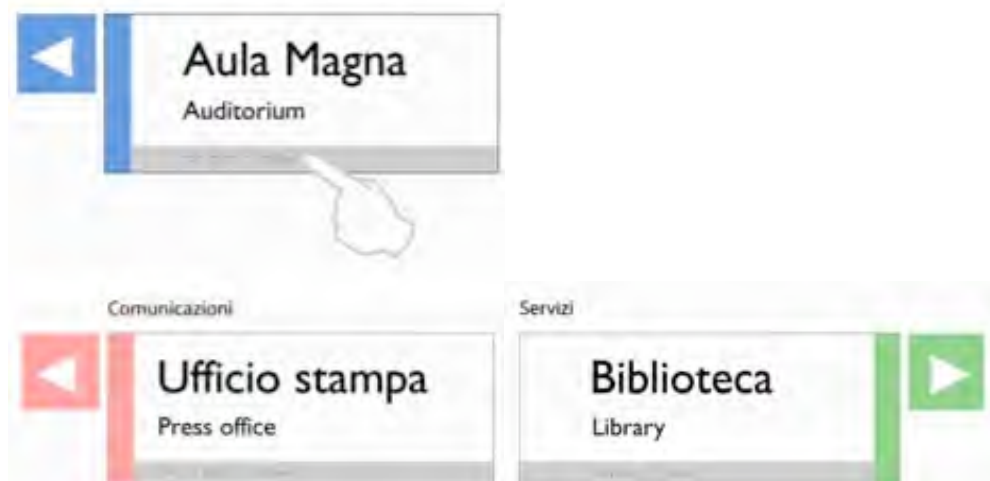 Aula Magna
Auditorium
Comunicazioni
Servizi
Ufficio stampa
Press office
Biblioteca
Library